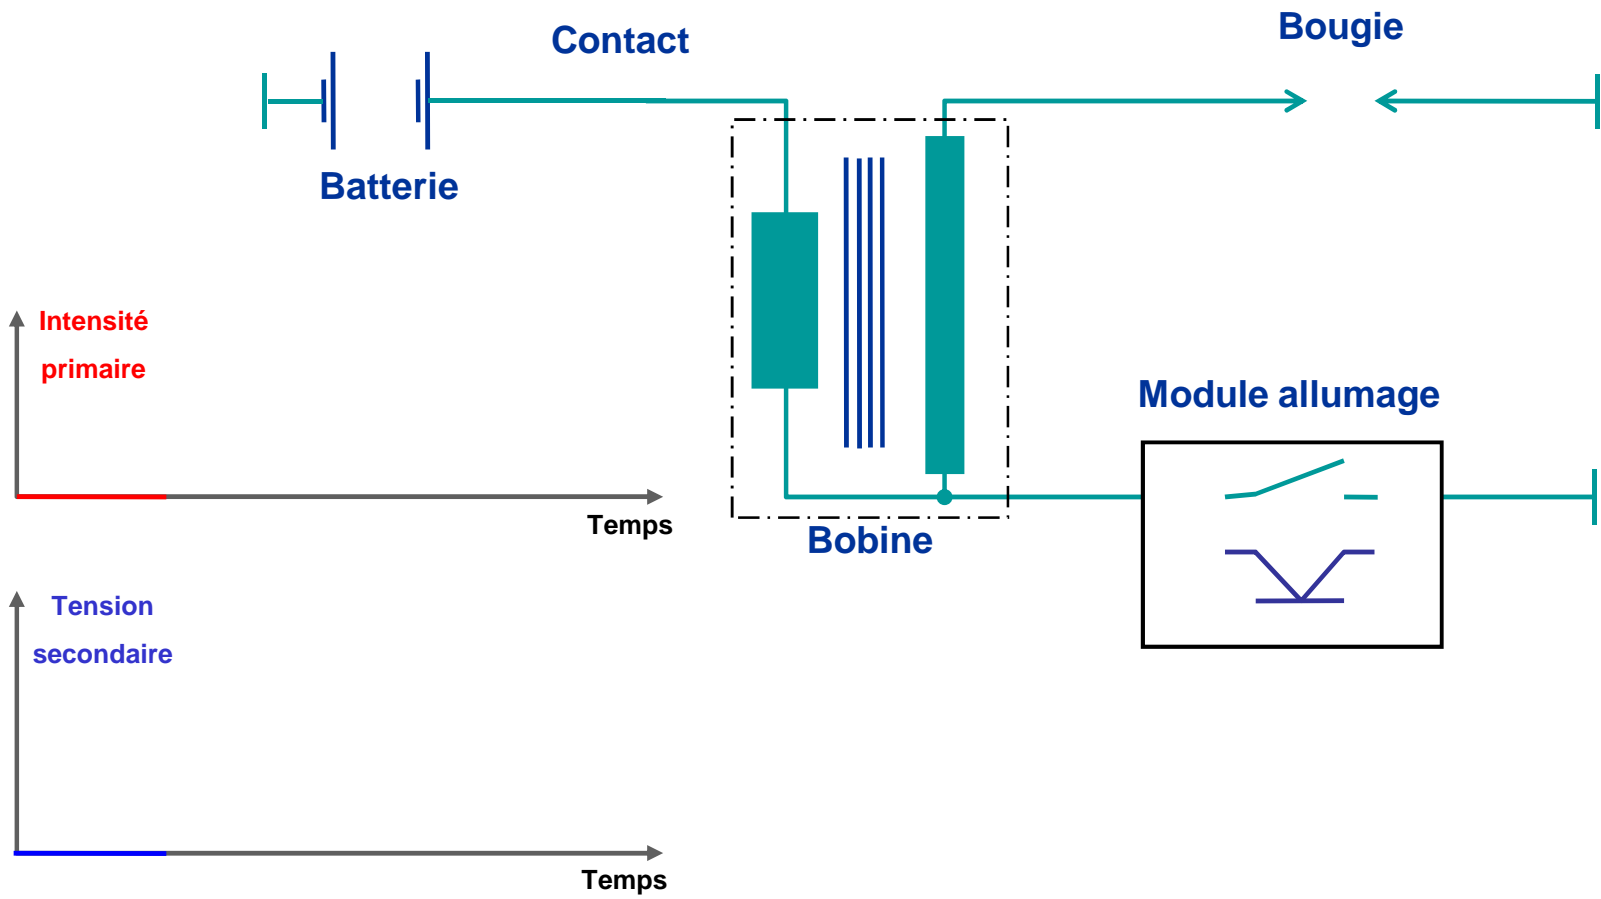 Contact
Bougie
Batterie
Intensité
primaire
Module allumage
Temps
Bobine
Tension
secondaire
Temps